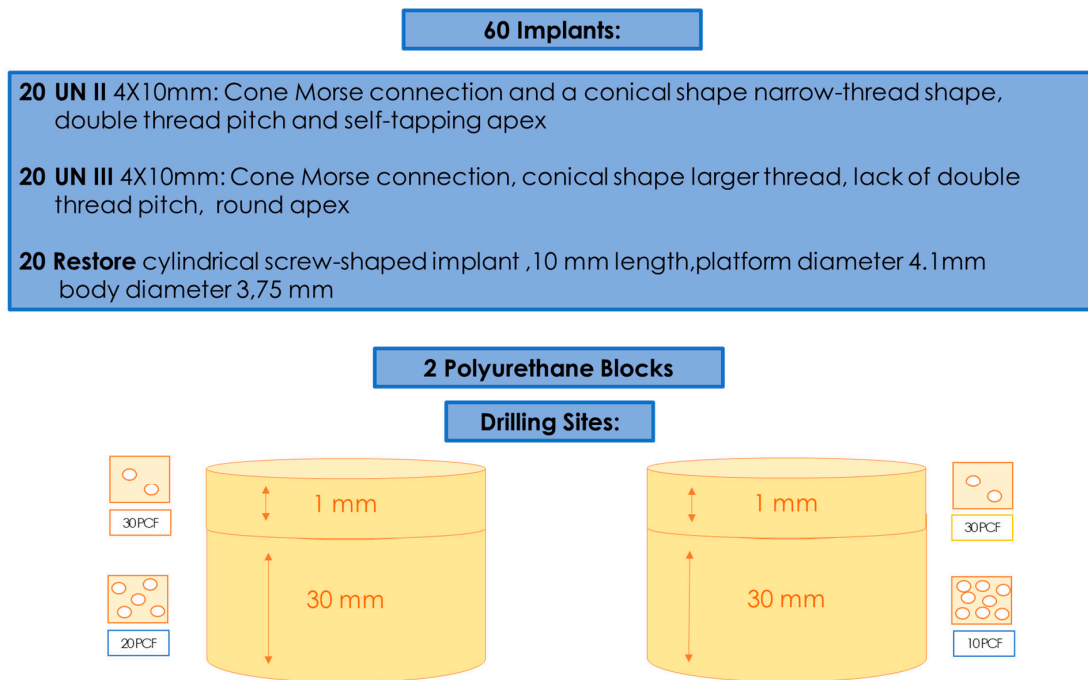 60 Implants:
20 UN II 4X10mm: Cone Morse connection and a conical shape narrow-thread shape,
double thread pitch and self-tapping apex
20 UN III 4X10mm: Cone Morse connection, conical shape larger thread, lack of double
thread pitch, round apex
20 Restore cylindrical screw-shaped implant ,10 mm length,platform diameter 4.1mm
body diameter 3,75 mm
2 Polyurethane Blocks
Drilling Sites:
1 mm
30PCF
30 mm
20PCF
1 mm
30PCF
30 mm
10PCF